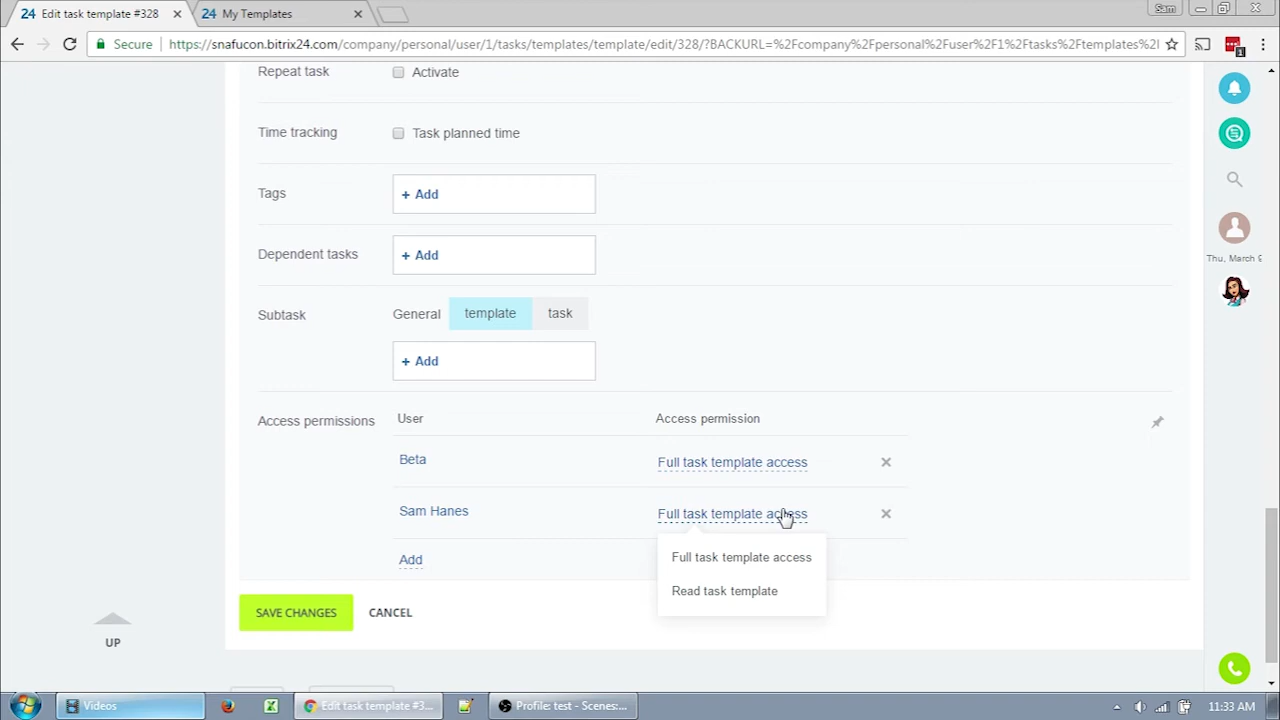 24 Edit task template #328
24 My Templates
Sam
Secure
https://snafucon.bitrix24.com/company/personal/user/1/tasks/templates/template/edit/328/?BACKURL=%2Fcompany%2Fpersonal%2Fuser%2F1%2Ftasks%2Ftemplates%2
1
Repeat task
Activate
Time tracking
Task planned time
Tags
+ Add
Dependent tasks
+ Add
Subtask
General template task
+ Add
Access permissions
User Access permission
Beta Full task template access
Sam Hanes Full task template access
Add
Full task template access
Read task template
SAVE CHANGES CANCEL
UP
Thu, March 9
Videos
Edit task template #3...
Profile: test - Scenes:...
11:33 AM